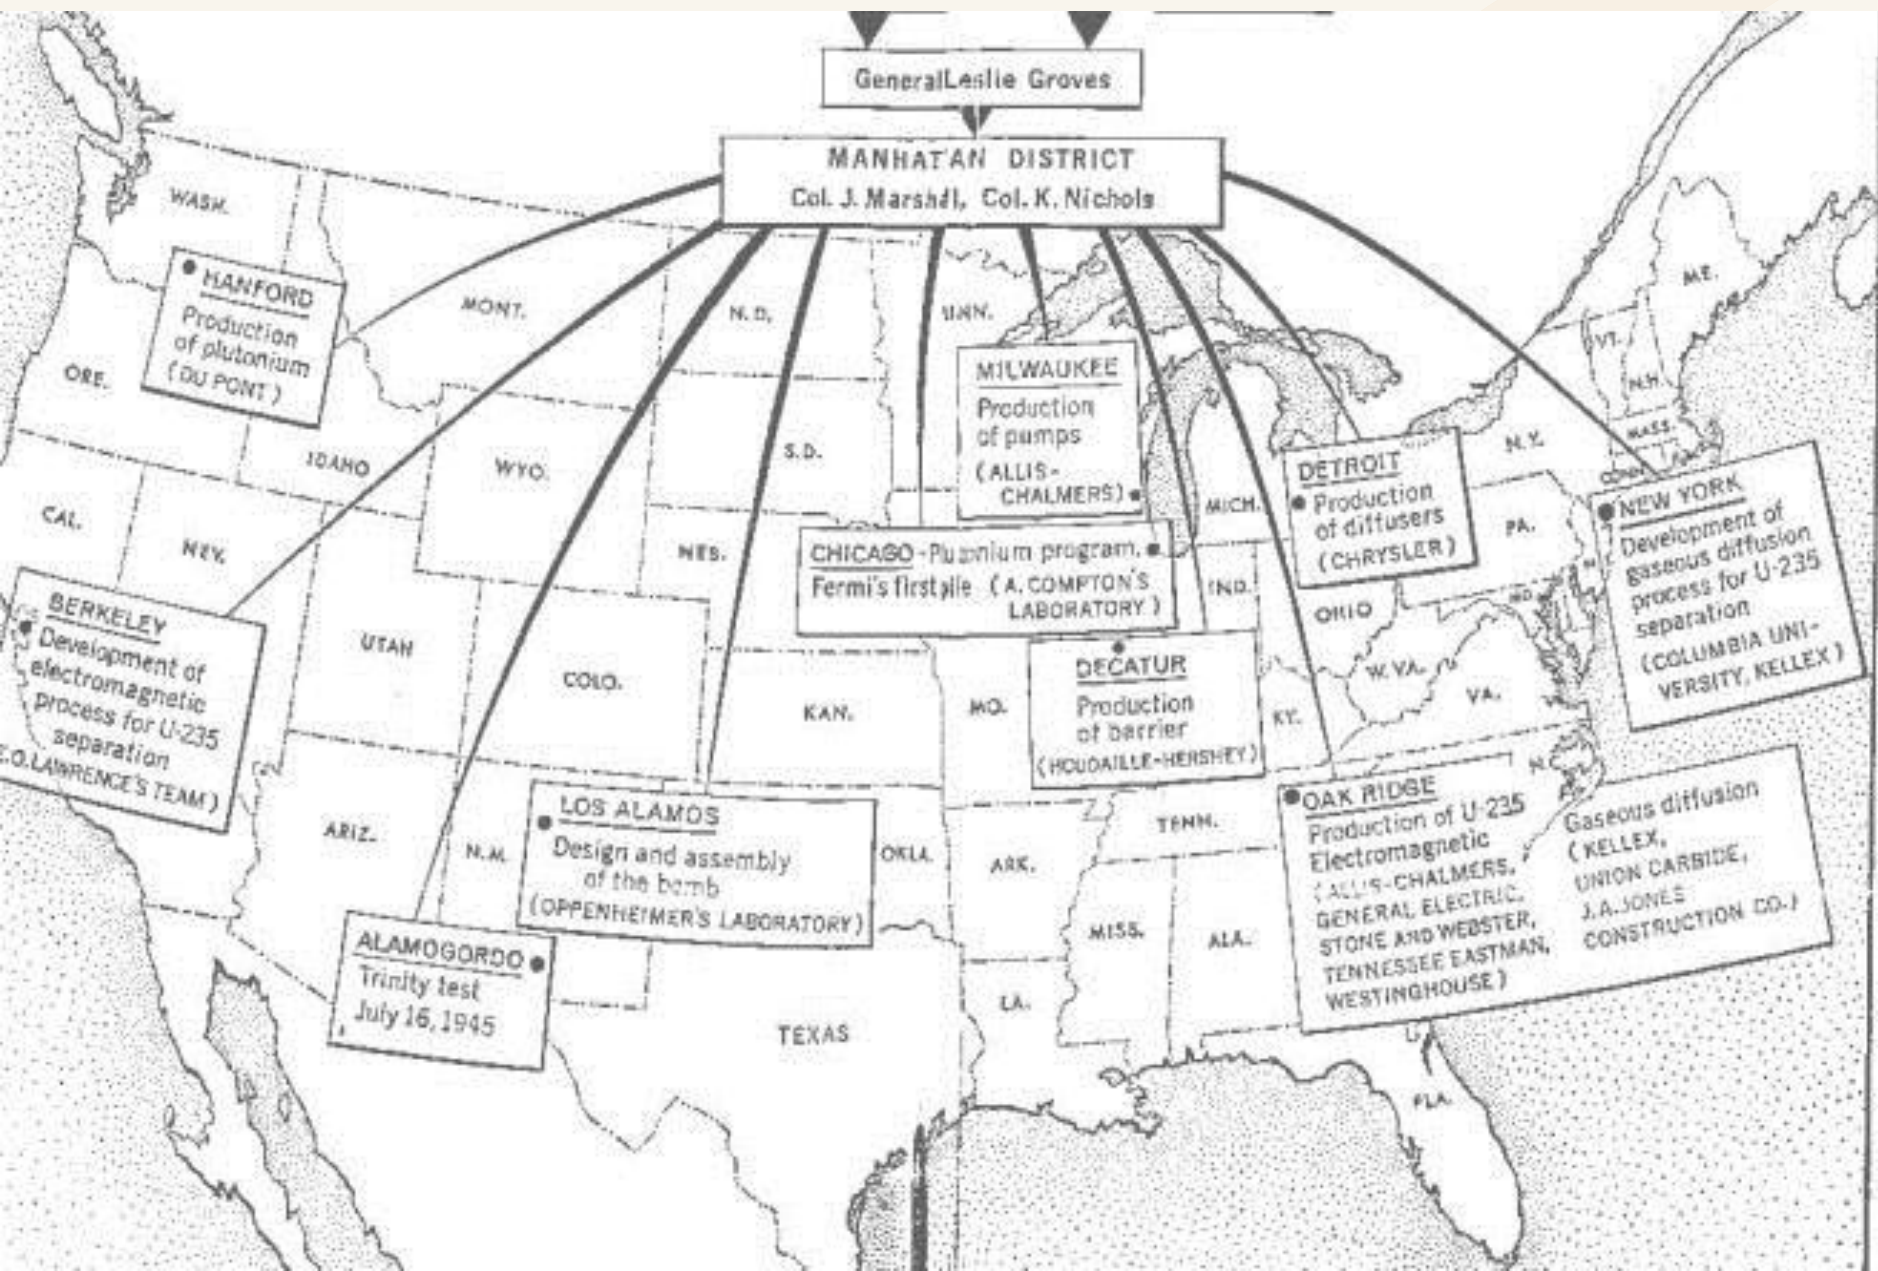 General Leslie Groves
MANHATAN DISTRICT
Col. J. Marshal, Col. K. Nichols
WASH.
HANFORD
Production
of plutonium
(DU PONT)
ORE.
MONT.
N.D.
ME.
VT.
N.H.
MASS.
CONN.
N.Y.
MILWAUKEE
Production
of pumps
(ALLIS-
CHALMERS)
IDAHO
WYO.
S.D.
MICH.
DETROIT
Production
of diffusers
(CHRYSLER)
PA.
NEW YORK
Development of
gaseous diffusion
process for U-235
separation
(COLUMBIA UNI-
VERSITY, KELLEX)
CAL.
NEV.
NEB.
CHICAGO - Plutonium program.
Fermi's first pile (A. COMPTON'S
LABORATORY)
IND.
OHIO
MD.
BERKELEY
Development of
electromagnetic
process for U-235
separation
E.O. LAWRENCE'S TEAM)
UTAH
COLO.
KAN.
MO.
DECATUR
Production
of barrier
(HOUDAILLE-HERSHEY)
KY.
W. VA.
VA.
ARIZ.
N.M.
LOS ALAMOS
Design and assembly
of the bomb
(OPPENHEIMER'S LABORATORY)
OKLA.
ARK.
TENN.
OAK RIDGE
Production of U-235
Electromagnetic
(ALLIS-CHALMERS,
GENERAL ELECTRIC,
STONE AND WEBSTER,
TENNESSEE EASTMAN,
WESTINGHOUSE)
Gaseous diffusion
(KELLEX,
UNION CARBIDE,
J.A. JONES
CONSTRUCTION CO.)
ALAMOGORDO
Trinity test
July 16, 1945
TEXAS
LA.
MISS.
ALA.
FLA.